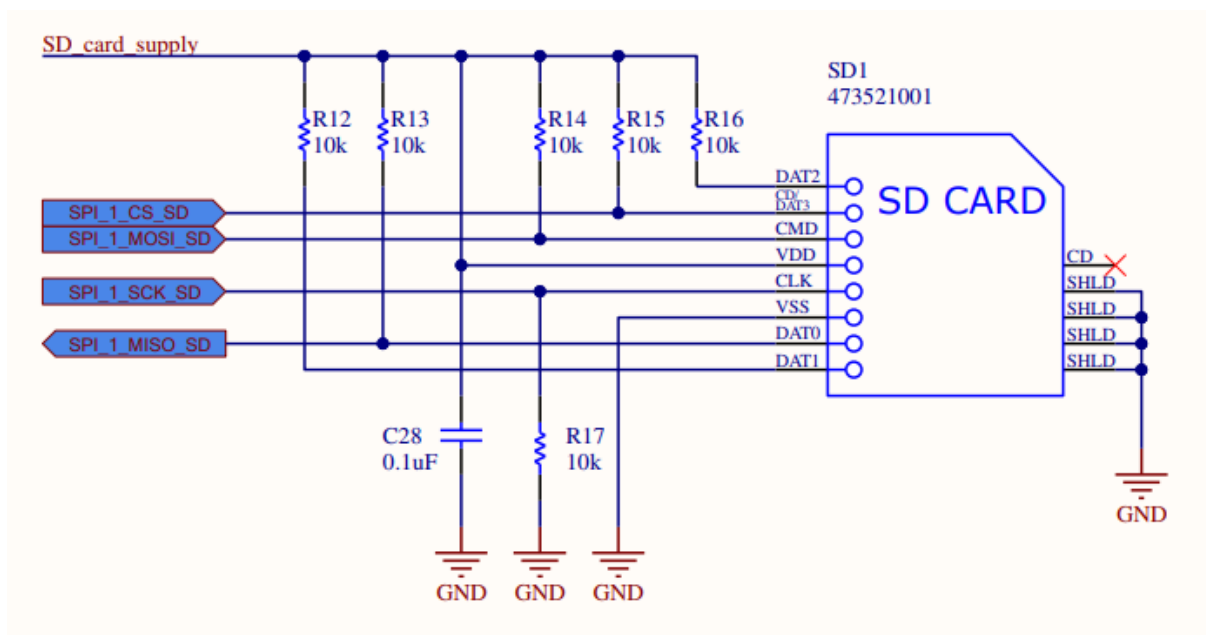 SD_card_supply
SD1
473521001
R12
10k
R13
10k
R14
10k
R15
10k
R16
10k
DAT2
CD/
DAT3
CMD
VDD
CLK
VSS
DAT0
DAT1
SD CARD
CD
SHLD
SHLD
SHLD
SHLD
SPI_1_CS_SD
SPI_1_MOSI_SD
SPI_1_SCK_SD
SPI_1_MISO_SD
C28
0.1uF
R17
10k
GND
GND
GND
GND